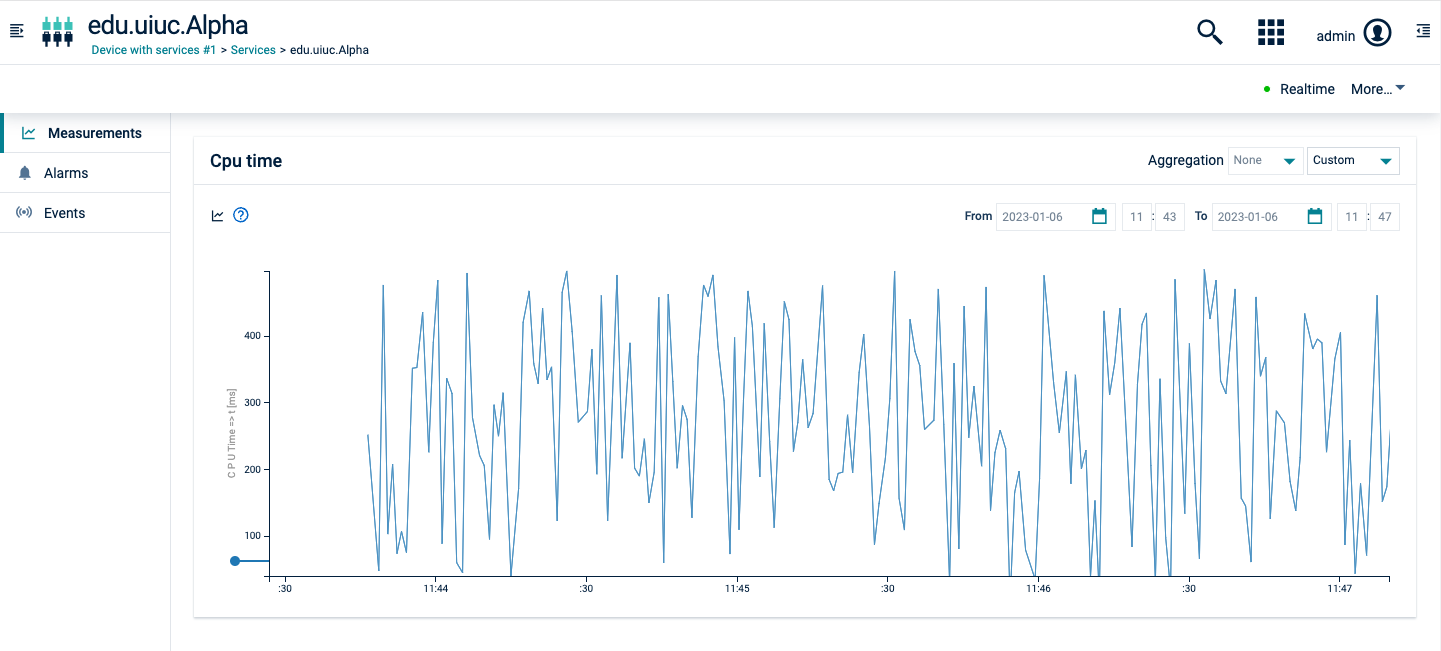 edu.uiuc.Alpha
Device with services #1 > Services > edu.uiuc.Alpha
admin
Realtime More...
Measurements
Alarms
Events
Cpu time
Aggregation None Custom
From 2023-01-06 11 : 43 To 2023-01-06 11 : 47
?
C P U Time => t [ms]
400
300
200
100
:30 11:44 :30 11:45 :30 11:46 :30 11:47